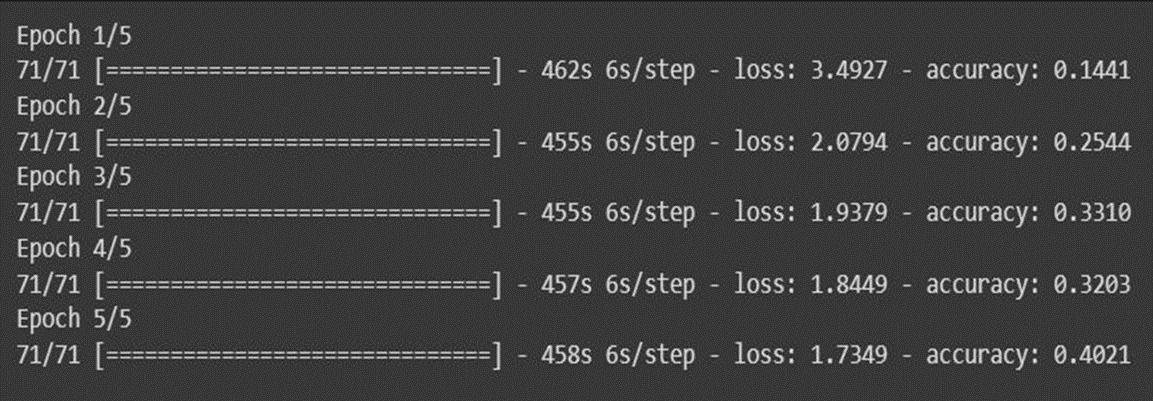 Epoch 1/5
71/71 [==============================] - 462s 6s/step - loss: 3.4927 - accuracy: 0.1441
Epoch 2/5
71/71 [==============================] - 455s 6s/step - loss: 2.0794 - accuracy: 0.2544
Epoch 3/5
71/71 [==============================] - 455s 6s/step - loss: 1.9379 - accuracy: 0.3310
Epoch 4/5
71/71 [==============================] - 457s 6s/step - loss: 1.8449 - accuracy: 0.3203
Epoch 5/5
71/71 [==============================] - 458s 6s/step - loss: 1.7349 - accuracy: 0.4021